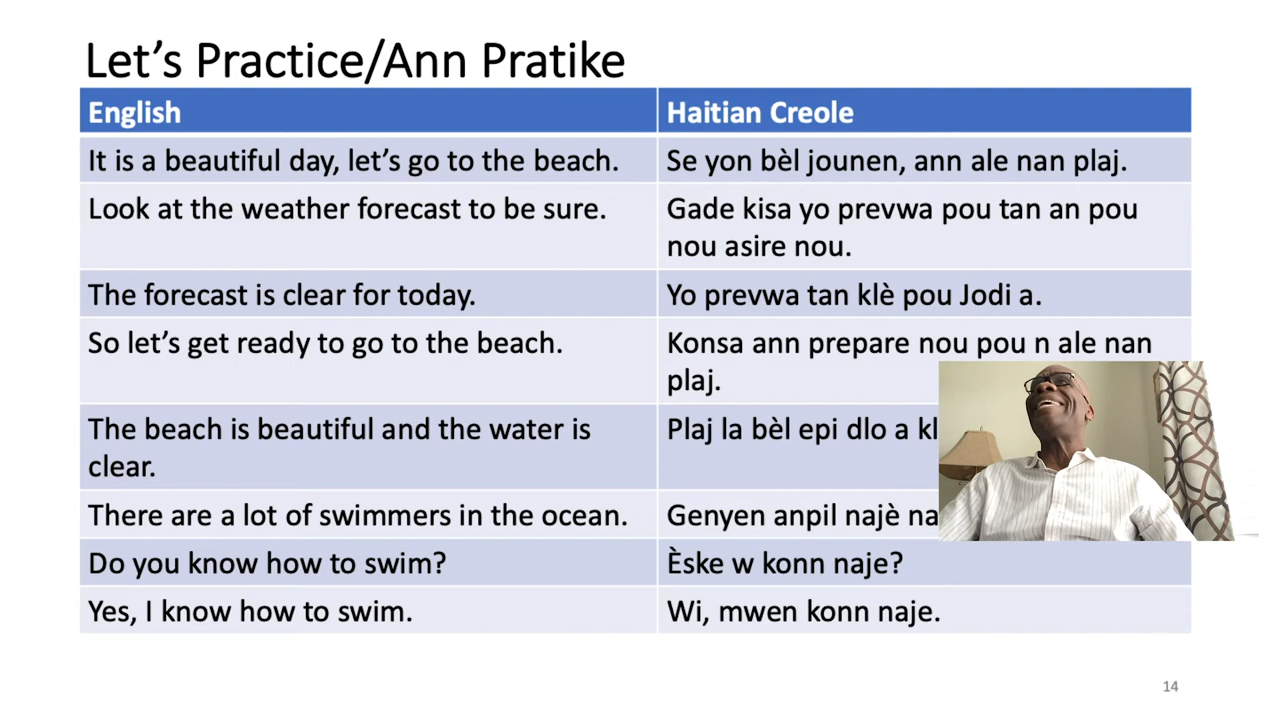 Let's Practice/Ann Pratike
English
Haitian Creole
It is a beautiful day, let's go to the beach.
Se yon bèl jounen, ann ale nan plaj.
Look at the weather forecast to be sure.
Gade kisa yo prevwa pou tan an pou
nou asire nou.
The forecast is clear for today.
Yo prevwa tan klè pou Jodi a.
So let's get ready to go to the beach.
Konsa ann prepare nou pou n ale nan
plaj.
The beach is beautiful and the water is
clear.
Plaj la bèl epi dlo a
There are a lot of swimmers in the ocean.
Genyen anpil najè
Do you know how to swim?
Èske w konn naje?
Yes, I know how to swim.
Wi, mwen konn naje.
14